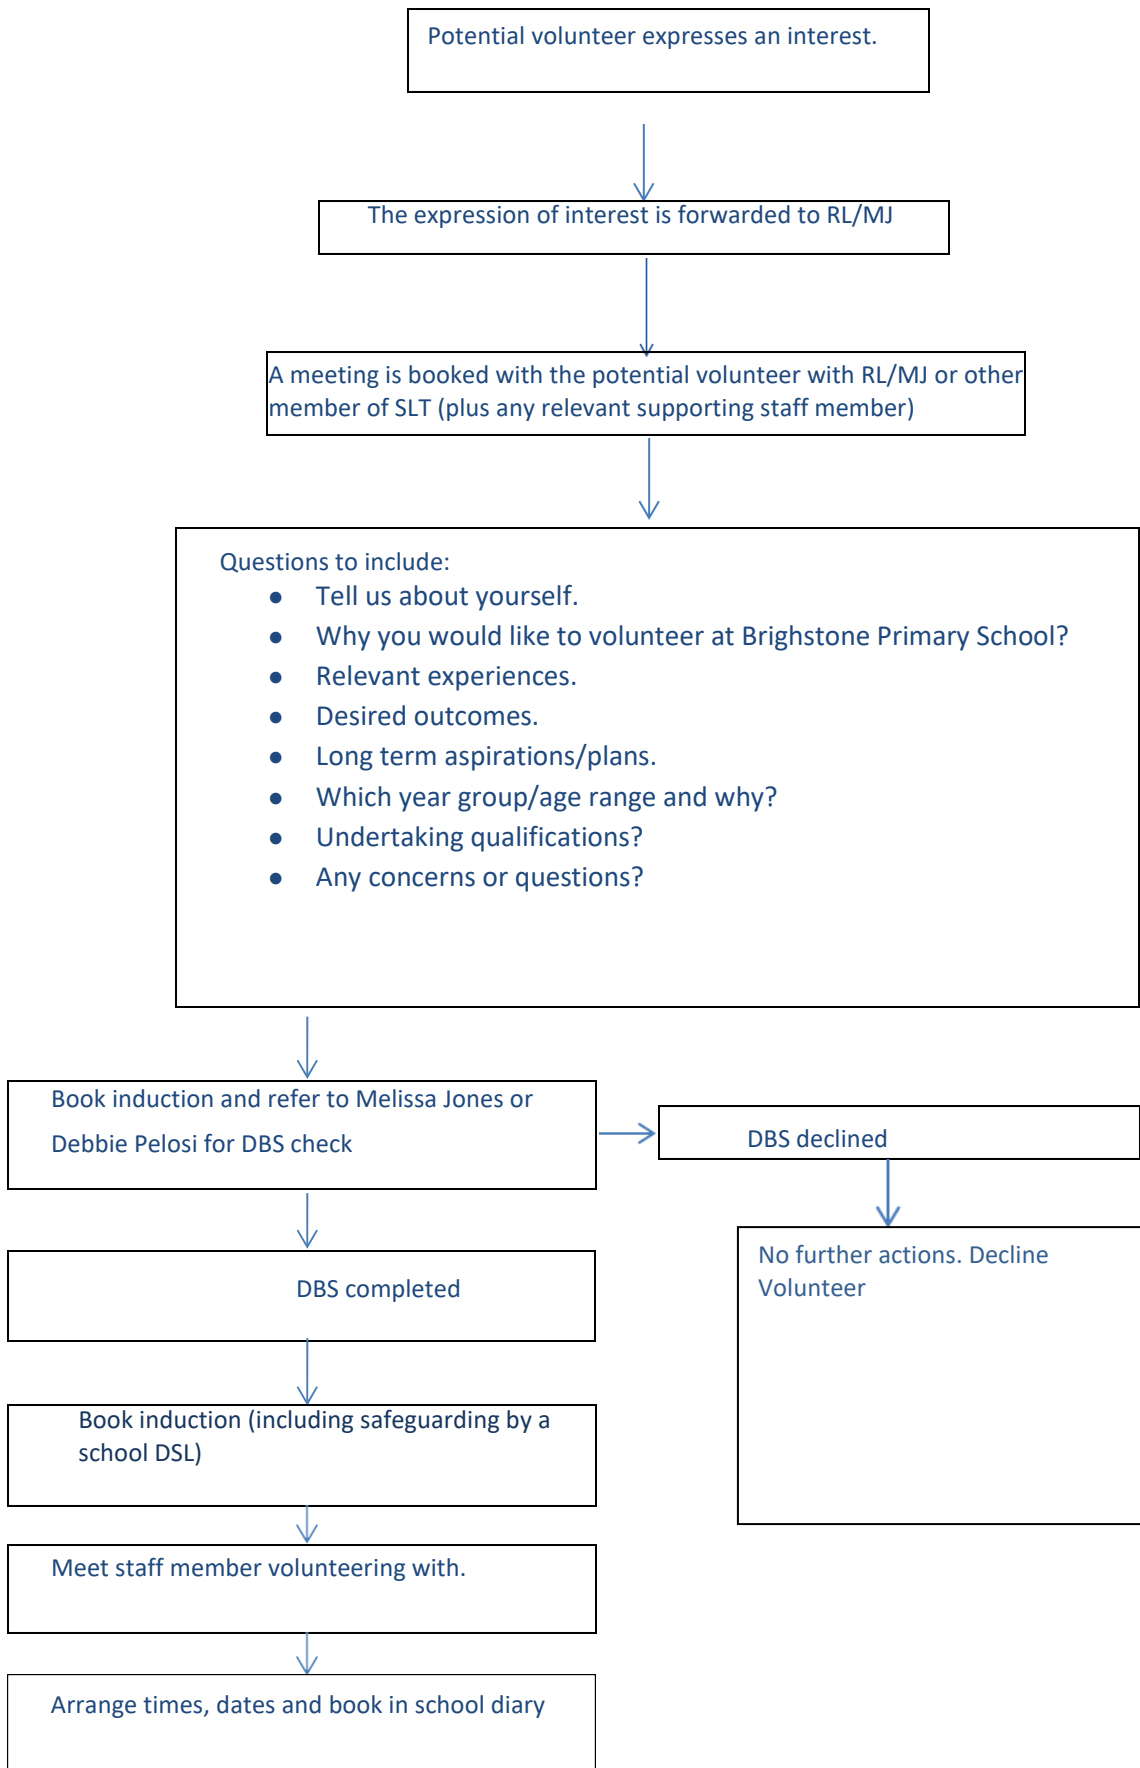 Potential volunteer expresses an interest.
The expression of interest is forwarded to RL/MJ
A meeting is booked with the potential volunteer with RL/MJ or other
member of SLT (plus any relevant supporting staff member)
Questions to include:
● Tell us about yourself.
● Why you would like to volunteer at Brighstone Primary School?
● Relevant experiences.
● Desired outcomes.
● Long term aspirations/plans.
● Which year group/age range and why?
● Undertaking qualifications?
● Any concerns or questions?
Book induction and refer to Melissa Jones or
Debbie Pelosi for DBS check
DBS declined
No further actions. Decline
Volunteer
DBS completed
Book induction (including safeguarding by a
school DSL)
Meet staff member volunteering with.
Arrange times, dates and book in school diary